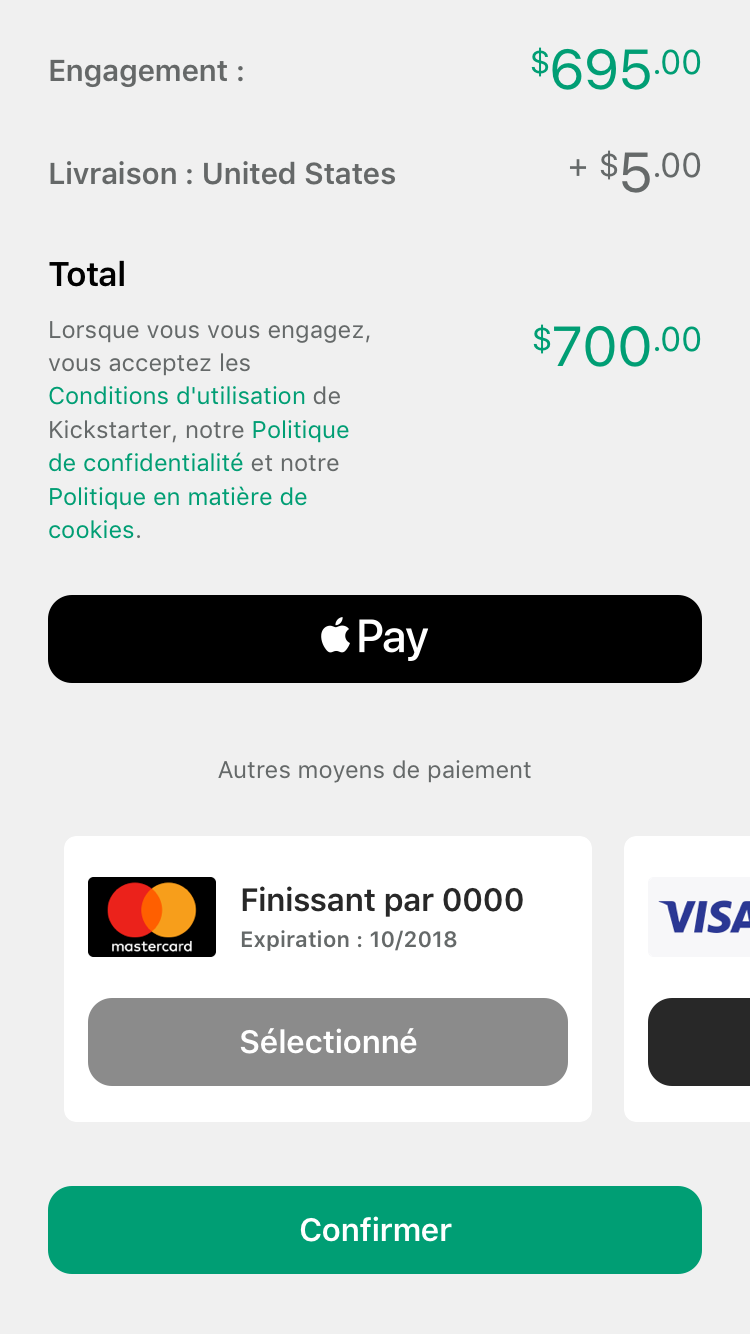 Engagement : $695.00
Livraison : United States + $5.00
Total
Lorsque vous vous engagez,
vous acceptez les
Conditions d'utilisation de
Kickstarter, notre Politique
de confidentialité et notre
Politique en matière de
cookies.
$700.00
Pay
Autres moyens de paiement
mastercard
Finissant par 0000
Expiration : 10/2018
VISA
Sélectionné
Confirmer